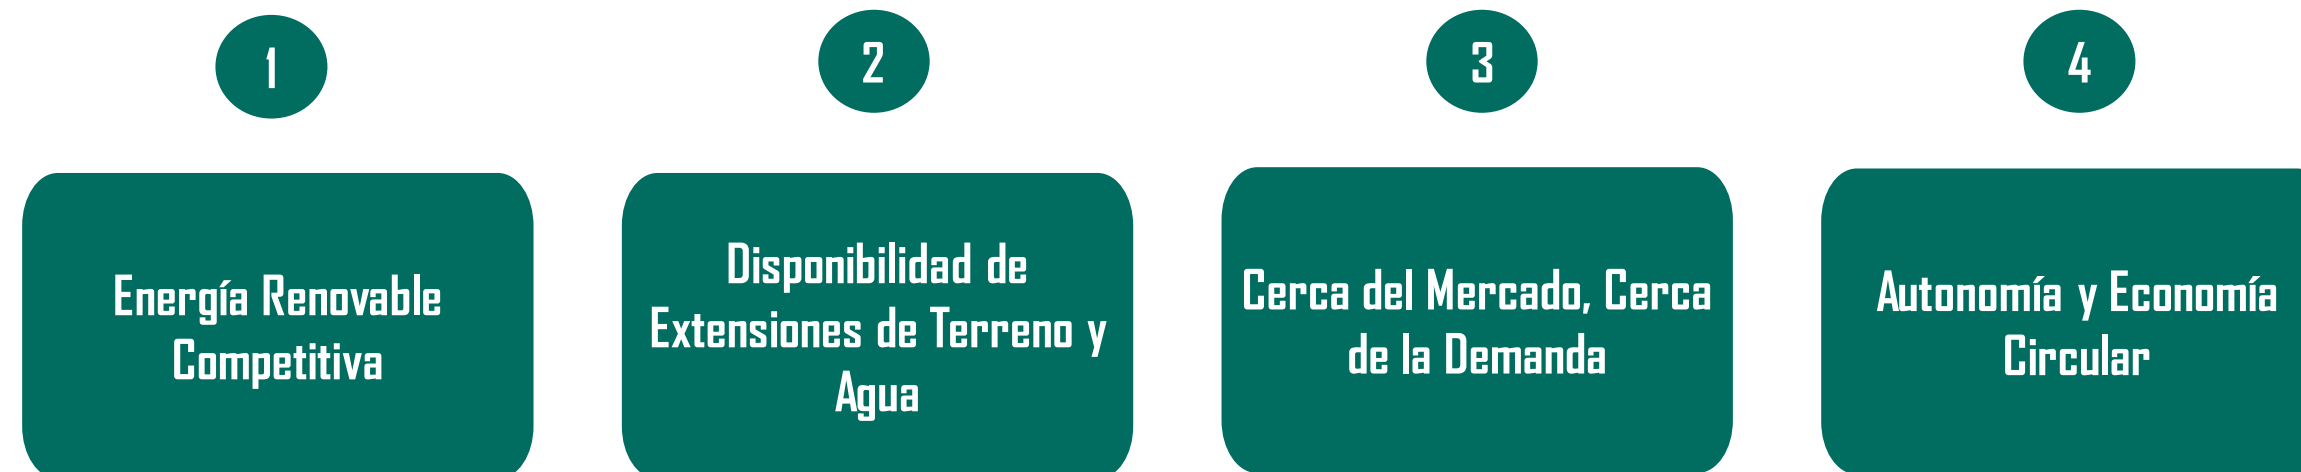 1
Energía Renovable
Competitiva
2
Disponibilidad de
Extensiones de Terreno y
Agua
3
Cerca del Mercado, Cerca
de la Demanda
4
Autonomía y Economía
Circular